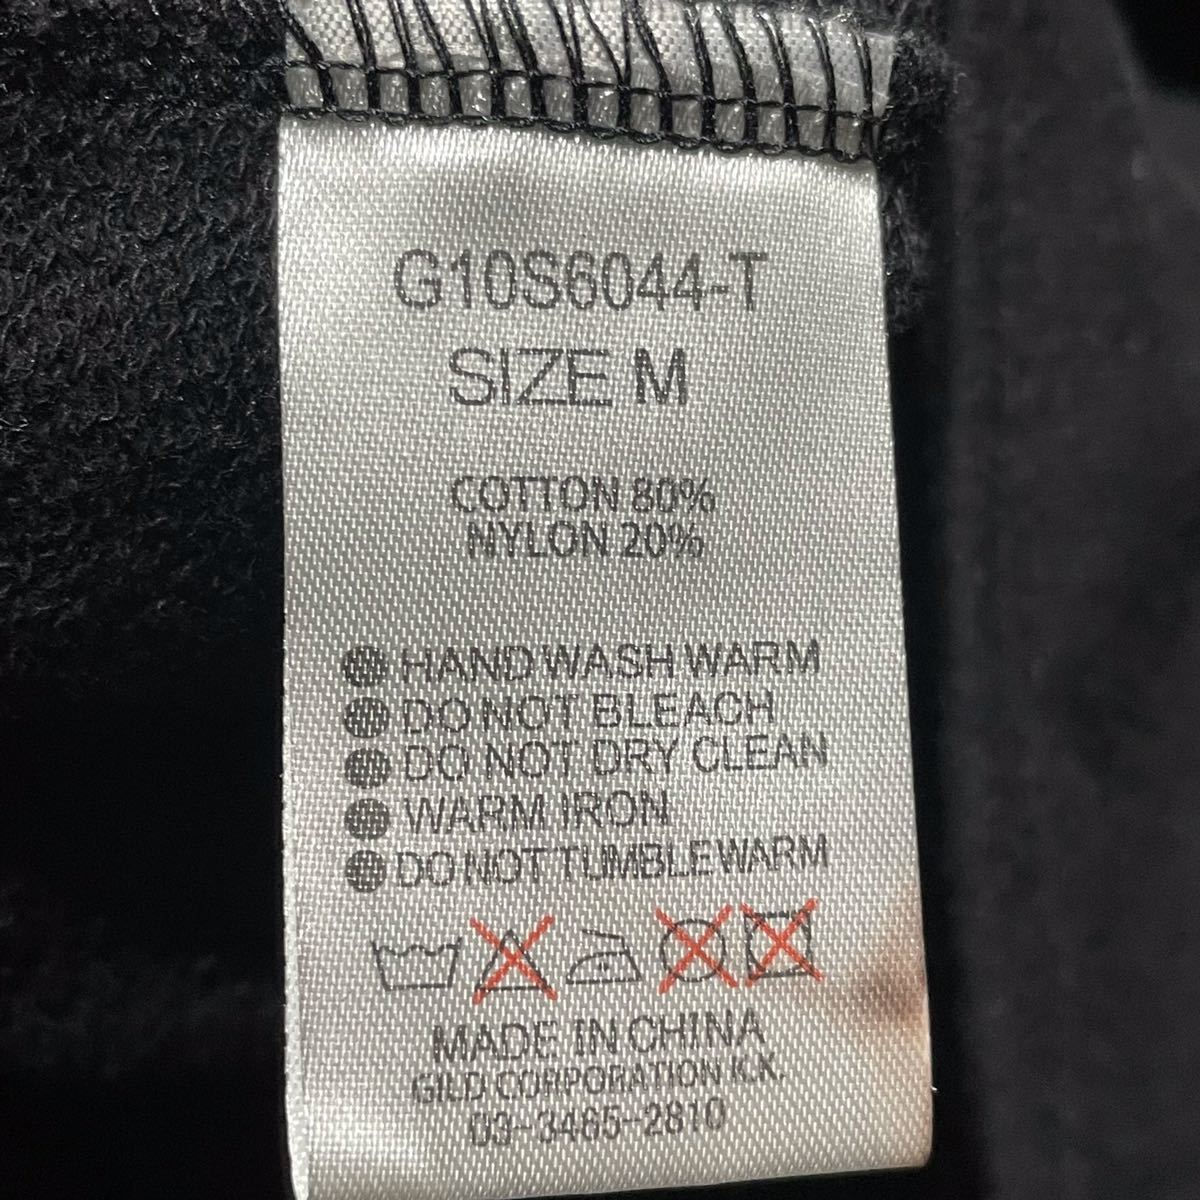 G10S6044-T
SIZE M
COTTON 80%
NYLON 20%
HAND WASH WARM
DO NOT BLEACH
DO NOT DRY CLEAN
WARM IRON
DO NOT TUMBLE WARM
MADE IN CHINA
GILD CORPORATION K.K.
03-3465-2810